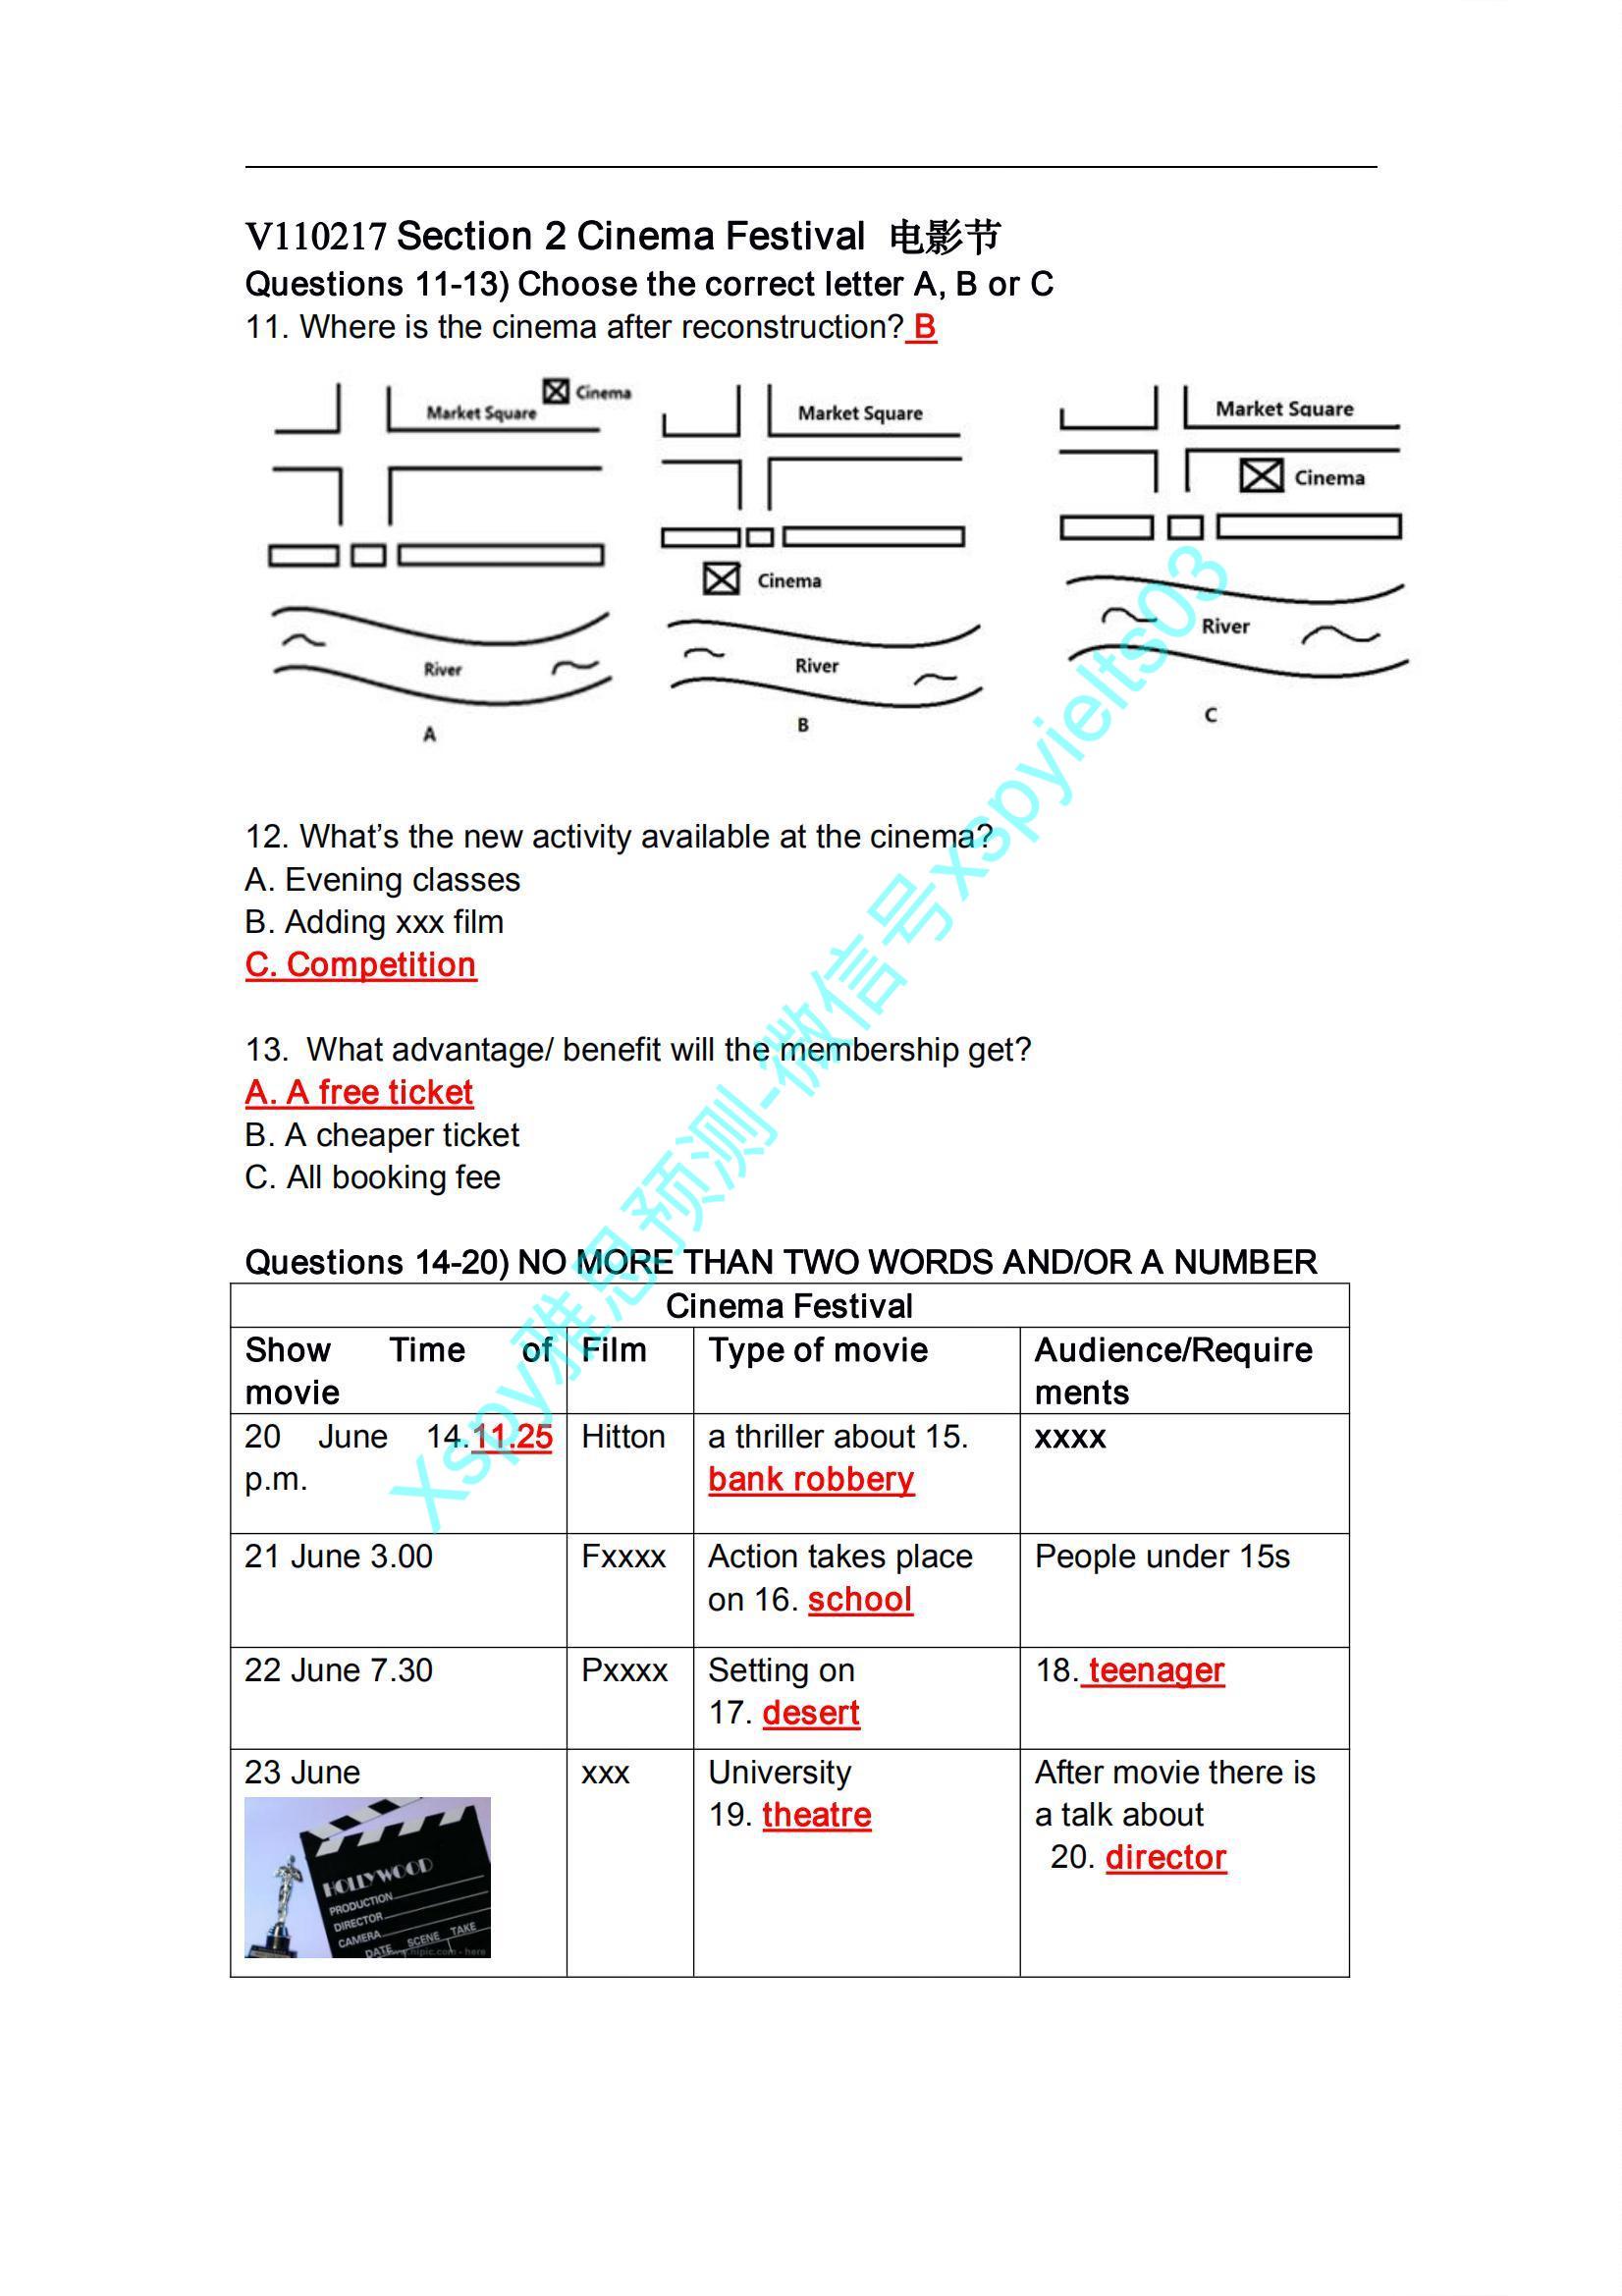 V110217 Section 2 Cinema Festival 电影节
Questions 11-13) Choose the correct letter A, B or C
11. Where is the cinema after reconstruction? B
Market Square
Cinema
River
A
Market Square
Cinema
River
B
Market Square
Cinema
River
C
12. What’s the new activity available at the cinema?
A. Evening classes
B. Adding xxx film
C. Competition
13. What advantage/ benefit will the membership get?
A. A free ticket
B. A cheaper ticket
C. All booking fee
Questions 14-20) NO MORE THAN TWO WORDS AND/OR A NUMBER
Cinema Festival
Show Time of
movie
Film
Type of movie
Audience/Require
ments
20 June 14.11.25
p.m.
Hitton
a thriller about 15.
bank robbery
xxxx
21 June 3.00
Fxxxx
Action takes place
on 16. school
People under 15s
22 June 7.30
Pxxxx
Setting on
17. desert
18. teenager
23 June
HOLLYWOOD
PRODUCTION
DIRECTOR
CAMERA
DATE SCENE TAKE
xxx
University
19. theatre
After movie there is
a talk about
20. director
Xspy雅思预测-微信号xspyielts03